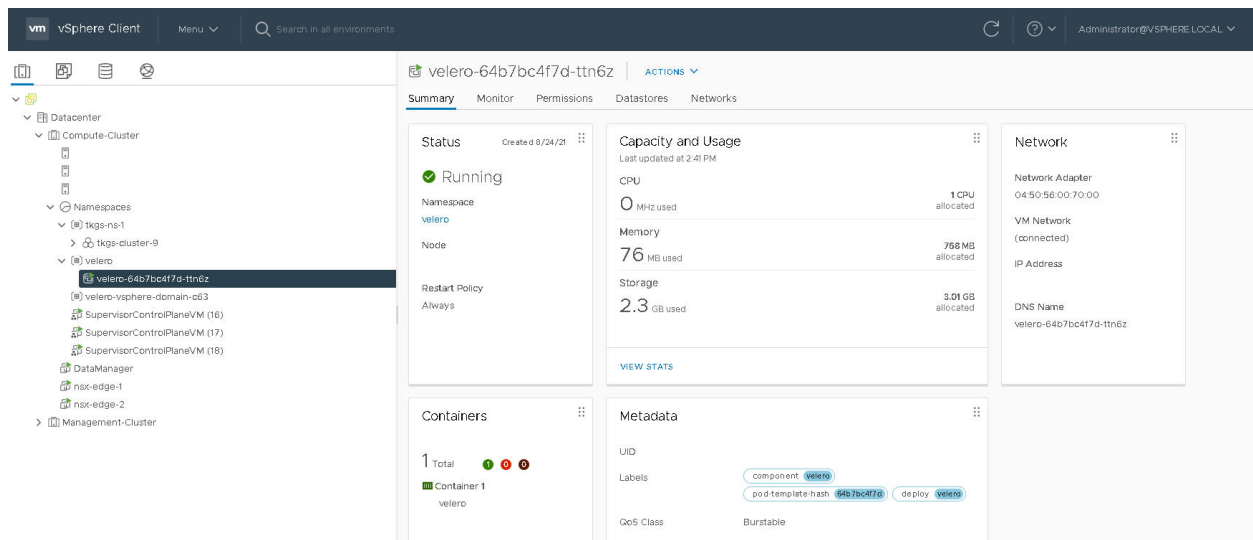 vm vSphere Client Menu Search in all environments Administrator@VSPHERE.LOCAL
Datacenter
Compute-Cluster
Namespaces
tkgs-ns-1
tkgs-cluster-9
velero
velero-64b7bc4f7d-ttn6z
velero-vsphere-domain-c63
SupervisorControlPlaneVM (16)
SupervisorControlPlaneVM (17)
SupervisorControlPlaneVM (18)
DataManager
nsx-edge-1
nsx-edge-2
Management-Cluster
velero-64b7bc4f7d-ttn6z ACTIONS
Summary Monitor Permissions Datastores Networks
Status Created 8/24/21
Running
Namespace
velero
Node
Restart Policy
Always
Capacity and Usage
Last updated at 2:41 PM
CPU
0 MHz used 1 CPU allocated
Memory
76 MB used 768 MB allocated
Storage
2.3 GB used 3.01 GB allocated
VIEW STATS
Network
Network Adapter
04:50:56:00:70:00
VM Network
(connected)
IP Address
DNS Name
velero-64b7bc4f7d-ttn6z
Containers
1 Total 1 0 0
Container 1
velero
Metadata
UID
Labels component velero
pod-template-hash 64b7bc4f7d deploy velero
QoS Class Burstable